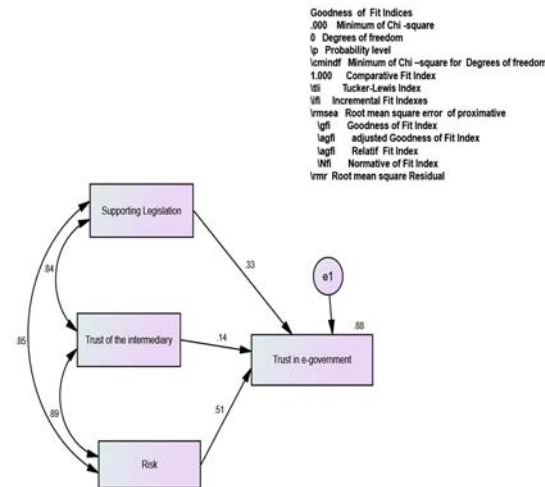 Goodness of Fit Indices
.000 Minimum of Chi -square
0 Degrees of freedom
\p Probability level
\cmindf Minimum of Chi –square for Degrees of freedom
1.000 Comparative Fit Index
\tli Tucker-Lewis Index
\ifi Incremental Fit Indexes
\rmsea Root mean square error of proximative
\gfi Goodness of Fit Index
\agfi adjusted Goodness of Fit Index
\agfi Relatif Fit Index
\Nfi Normative of Fit Index
\rmr Root mean square Residual
Supporting Legislation
.33
e1
.84
.88
.85
Trust of the intermediary
.14
Trust in e-government
.89
.51
Risk